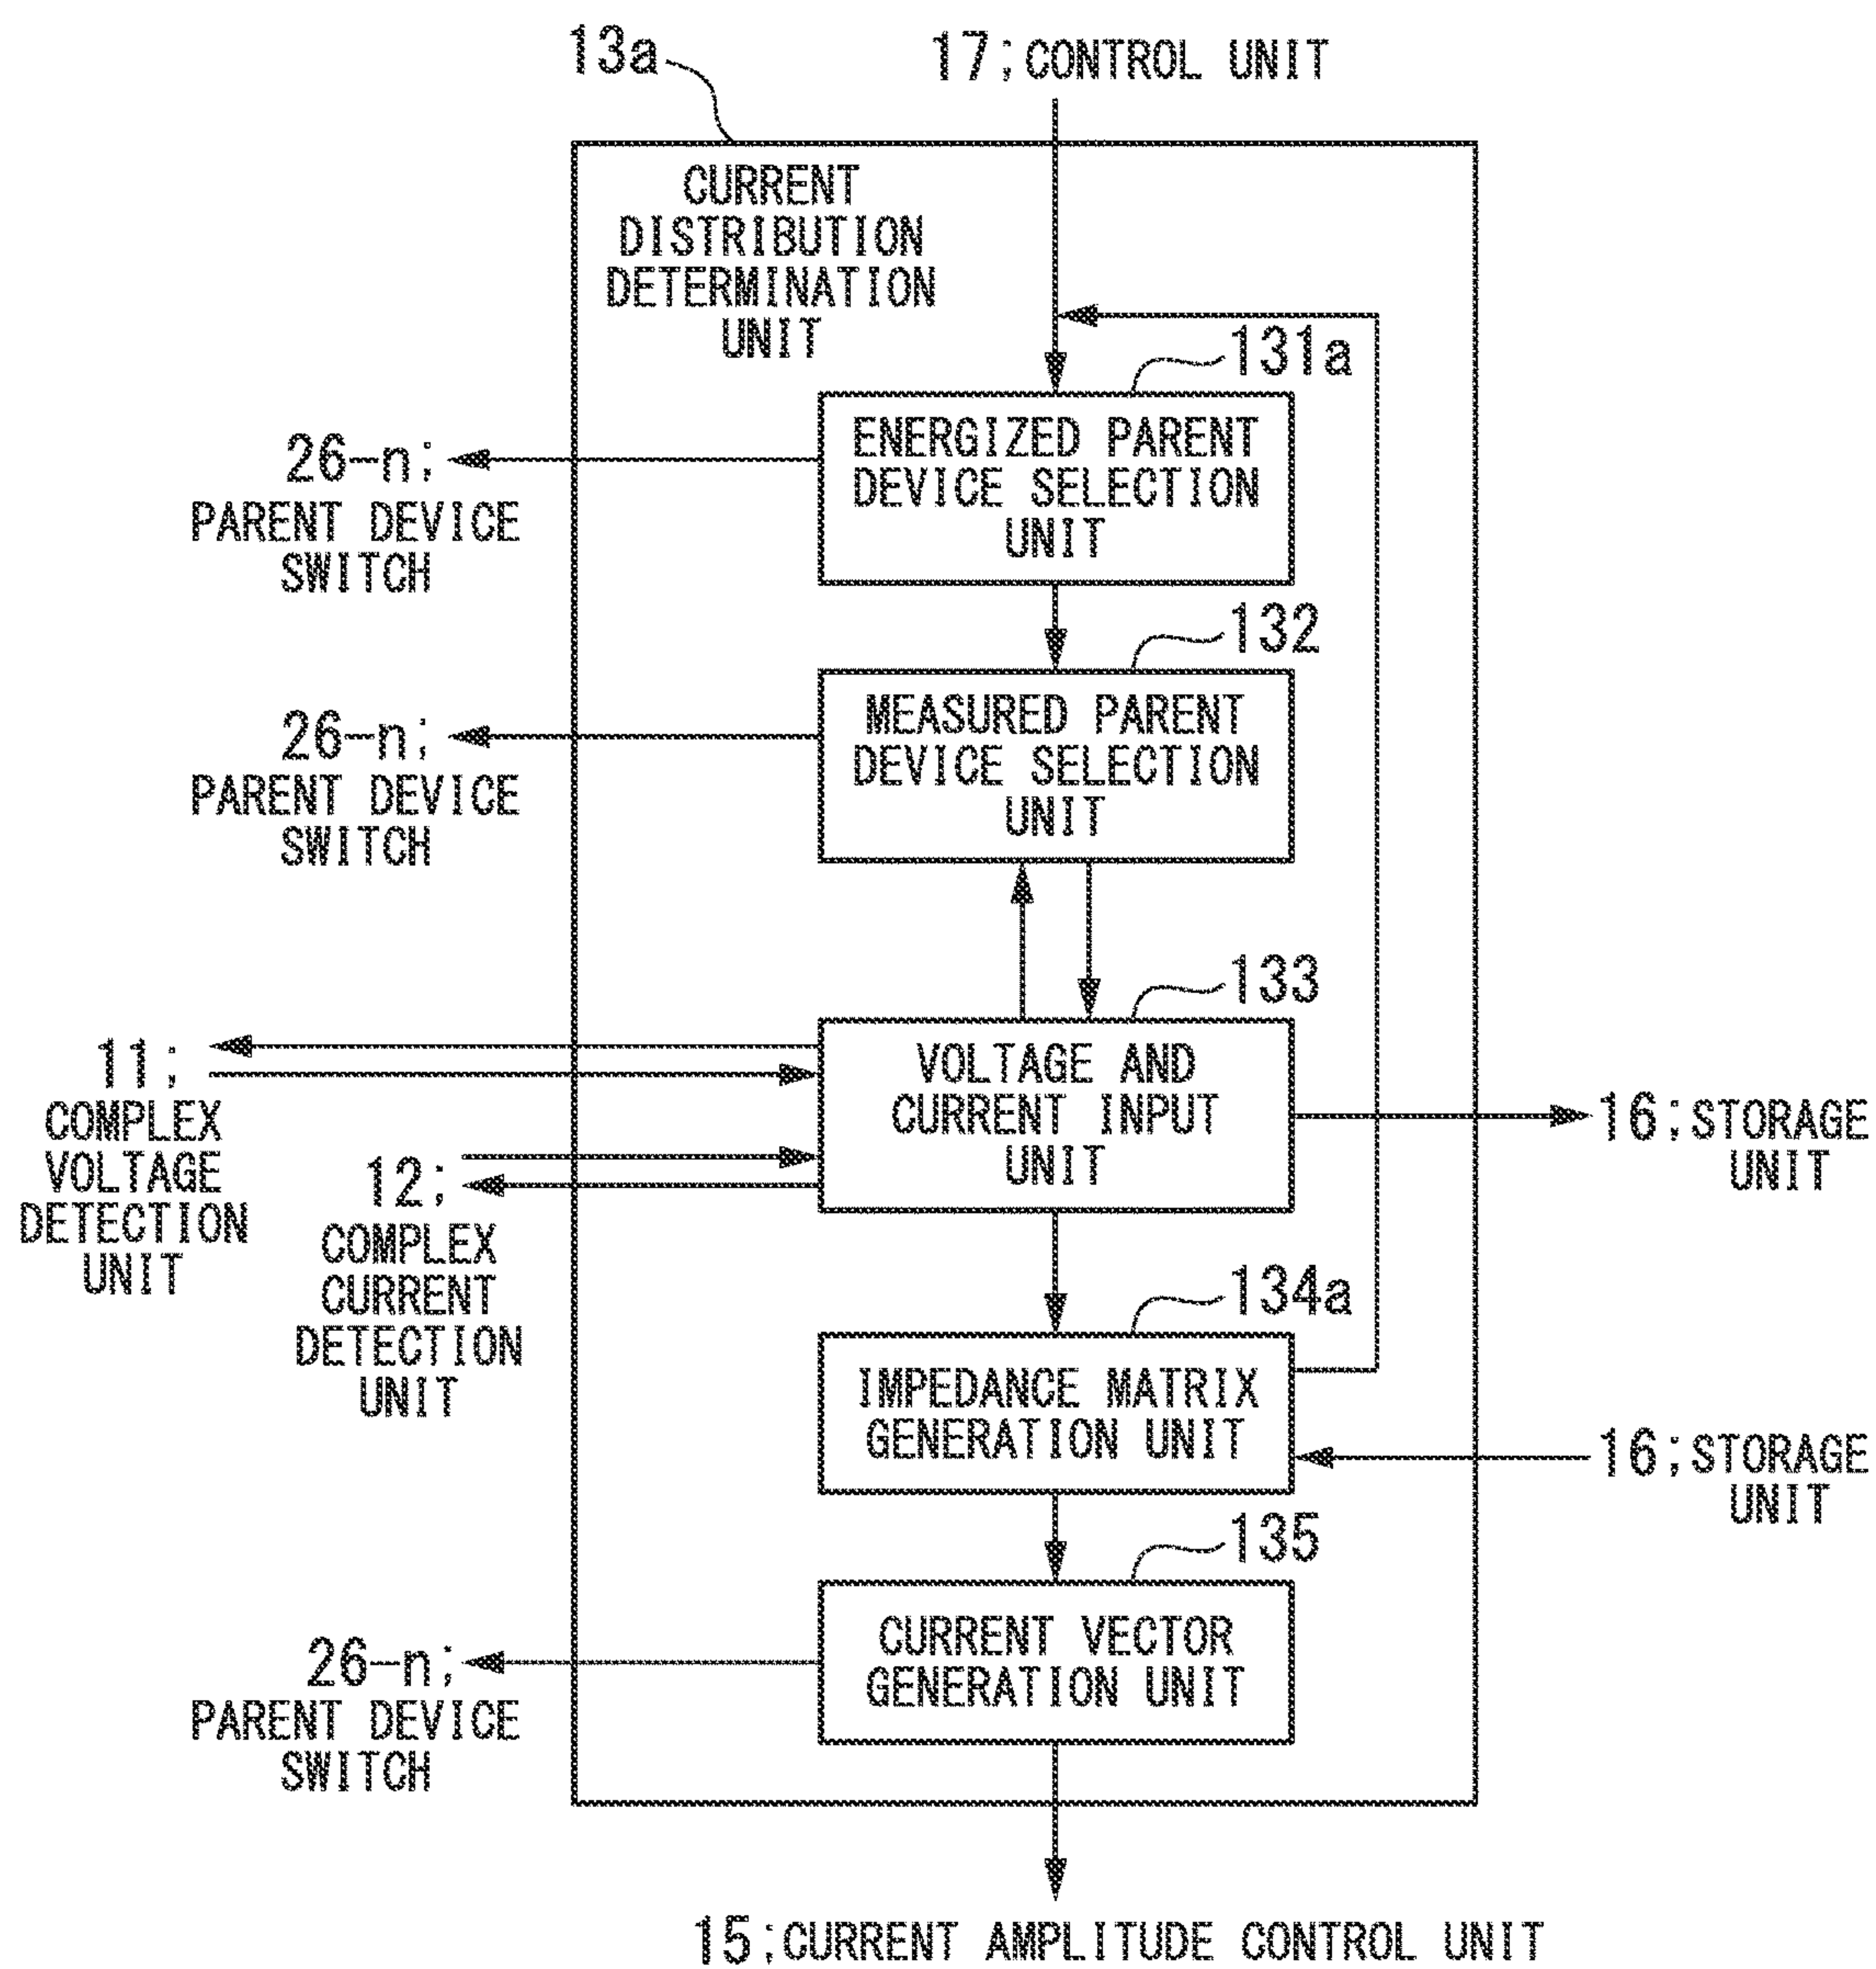 13a
17;CONTROL UNIT
CURRENT
DISTRIBUTION
DETERMINATION
UNIT
131a
ENERGIZED PARENT
DEVICE SELECTION
UNIT
26-n;
PARENT DEVICE
SWITCH
132
MEASURED PARENT
DEVICE SELECTION
UNIT
26-n;
PARENT DEVICE
SWITCH
133
VOLTAGE AND
CURRENT INPUT
UNIT
11;
COMPLEX
VOLTAGE
DETECTION
UNIT
12;
COMPLEX
CURRENT
DETECTION
UNIT
16;STORAGE
UNIT
134a
IMPEDANCE MATRIX
GENERATION UNIT
16;STORAGE
UNIT
135
CURRENT VECTOR
GENERATION UNIT
26-n;
PARENT DEVICE
SWITCH
15;CURRENT AMPLITUDE CONTROL UNIT